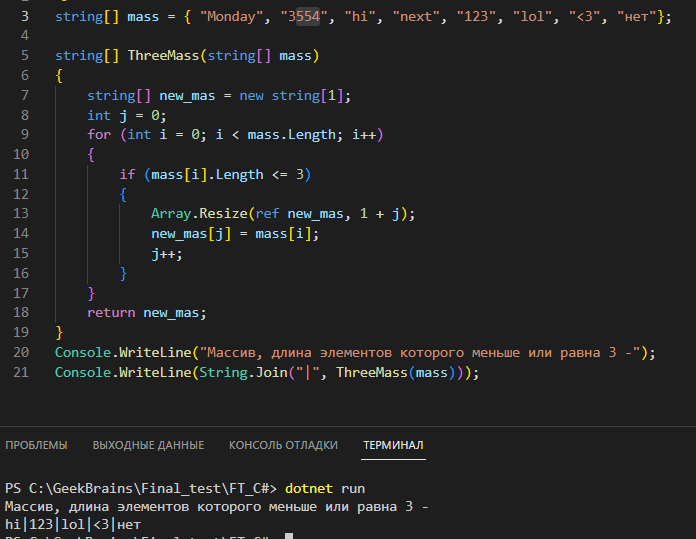 3 string[] mass = { "Monday", "3554", "hi", "next", "123", "lol", "<3", "нет"};
4
5 string[] ThreeMass(string[] mass)
6 {
7 string[] new_mas = new string[1];
8 int j = 0;
9 for (int i = 0; i < mass.Length; i++)
10 {
11 if (mass[i].Length <= 3)
12 {
13 Array.Resize(ref new_mas, 1 + j);
14 new_mas[j] = mass[i];
15 j++;
16 }
17 }
18 return new_mas;
19 }
20 Console.WriteLine("Массив, длина элементов которого меньше или равна 3 -");
21 Console.WriteLine(String.Join("|", ThreeMass(mass)));
ПРОБЛЕМЫ ВЫХОДНЫЕ ДАННЫЕ КОНСОЛЬ ОТЛАДКИ ТЕРМИНАЛ
PS C:\GeekBrains\Final_test\FT_C#> dotnet run
Массив, длина элементов которого меньше или равна 3 -
hi|123|lol|<3|нет
PS C:\GeekBrains\Final_test\FT_C#>